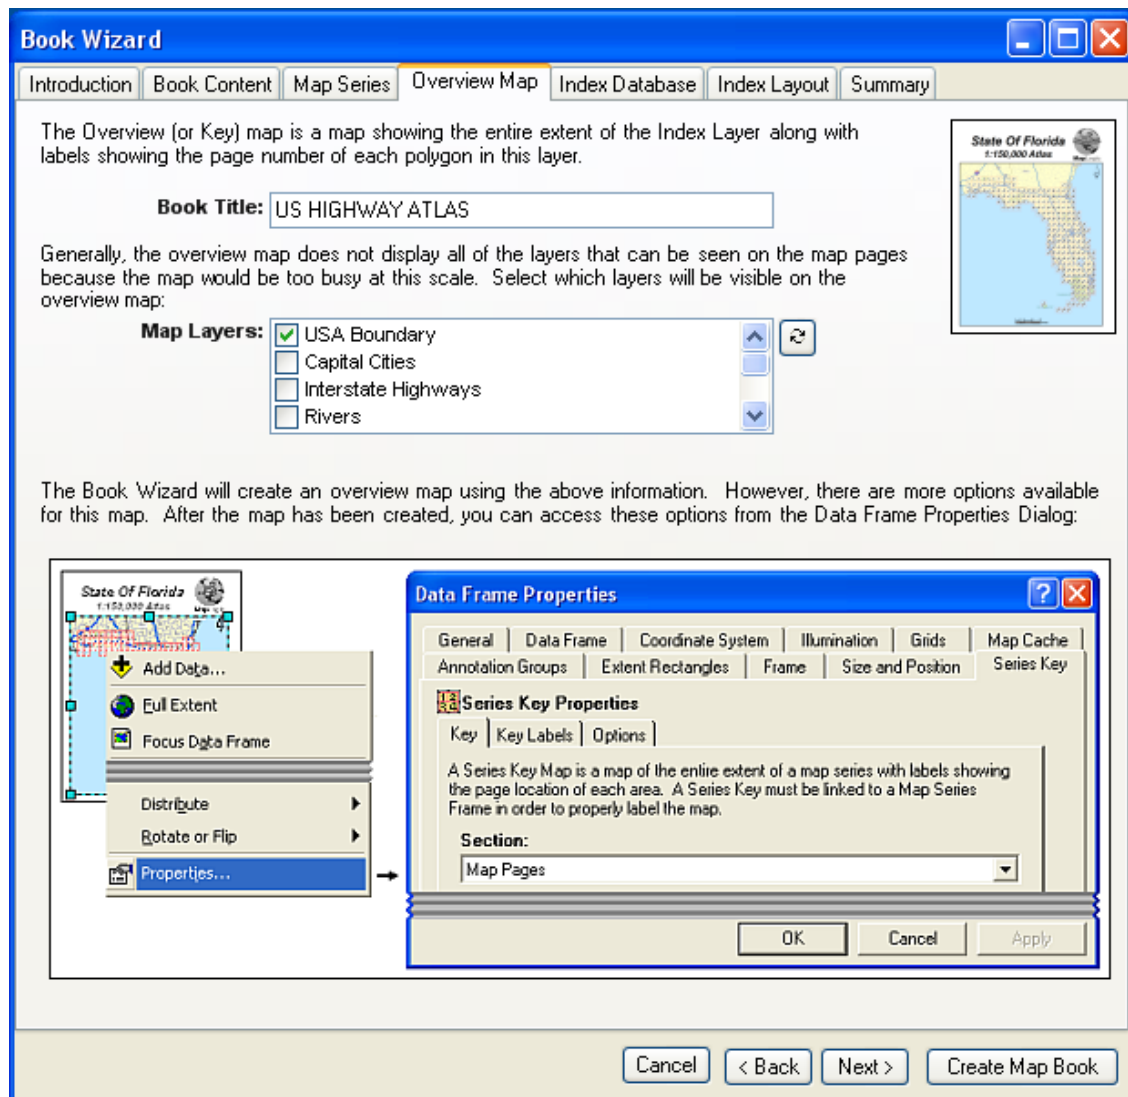 Book Wizard
Introduction Book Content Map Series Overview Map Index Database Index Layout Summary
The Overview (or Key) map is a map showing the entire extent of the Index Layer along with
labels showing the page number of each polygon in this layer.
State Of Florida
1:150,000 Atlas
Book Title: US HIGHWAY ATLAS
Generally, the overview map does not display all of the layers that can be seen on the map pages
because the map would be too busy at this scale. Select which layers will be visible on the
overview map:
Map Layers: USA Boundary
Capital Cities
Interstate Highways
Rivers
The Book Wizard will create an overview map using the above information. However, there are more options available
for this map. After the map has been created, you can access these options from the Data Frame Properties Dialog:
State Of Florida
1:150,000 Atlas
Add Data...
Full Extent
Focus Data Frame
Distribute
Rotate or Flip
Properties...
Data Frame Properties
General Data Frame Coordinate System Illumination Grids Map Cache
Annotation Groups Extent Rectangles Frame Size and Position Series Key
Series Key Properties
Key Key Labels Options
A Series Key Map is a map of the entire extent of a map series with labels showing
the page location of each area. A Series Key must be linked to a Map Series
Frame in order to properly label the map.
Section:
Map Pages
OK Cancel Apply
Cancel < Back Next > Create Map Book